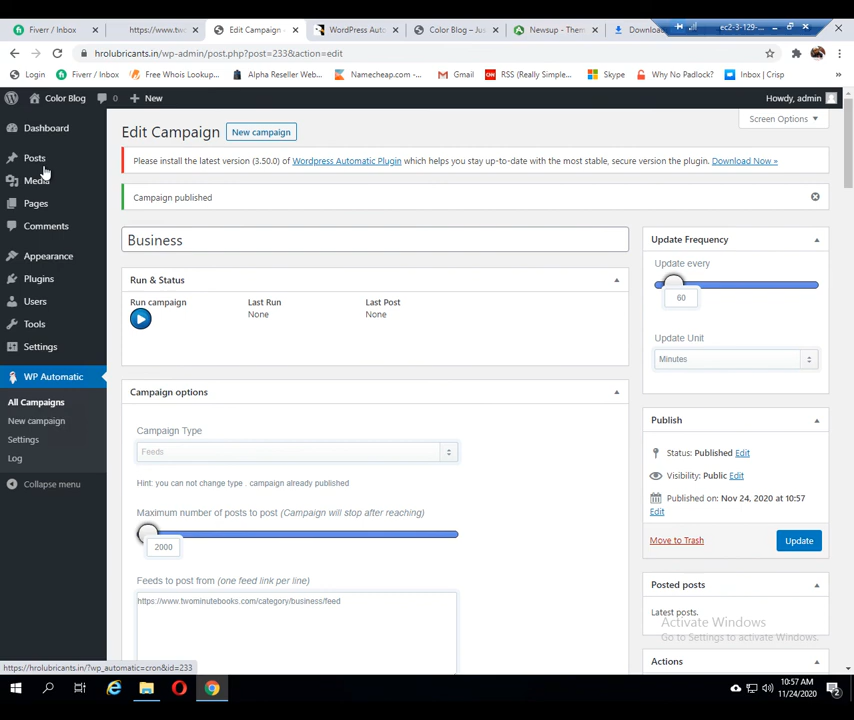 Fiverr / Inbox
https://www.two
Edit Campaign
WordPress Auto
Color Blog – Jus
Newsup - Them
Downloa
ec2-3-129-
hrolubricants.in/wp-admin/post.php?post=233&action=edit
Login
Fiverr / Inbox
Free Whois Lookup...
Alpha Reseller Web...
Namecheap.com - ...
Gmail
RSS (Really Simple...
Skype
Why No Padlock?
Inbox | Crisp
Color Blog
0
New
Howdy, admin
Dashboard
Posts
Media
Pages
Comments
Appearance
Plugins
Users
Tools
Settings
WP Automatic
All Campaigns
New campaign
Settings
Log
Collapse menu
Screen Options
Edit Campaign
New campaign
Please install the latest version (3.50.0) of Wordpress Automatic Plugin which helps you stay up-to-date with the most stable, secure version the plugin. Download Now »
Campaign published
Business
Run & Status
Run campaign
Last Run
Last Post
None
None
Campaign options
Campaign Type
Feeds
Hint: you can not change type . campaign already published
Maximum number of posts to post (Campaign will stop after reaching)
2000
Feeds to post from (one feed link per line)
https://www.twominutebooks.com/category/business/feed
Update Frequency
Update every
60
Update Unit
Minutes
Publish
Status: Published Edit
Visibility: Public Edit
Published on: Nov 24, 2020 at 10:57
Edit
Move to Trash
Update
Posted posts
Latest posts.
Activate Windows
Go to Settings to activate Windows.
Actions
https://hrolubricants.in/?wp_automatic=cron&id=233
10:57 AM
11/24/2020
2